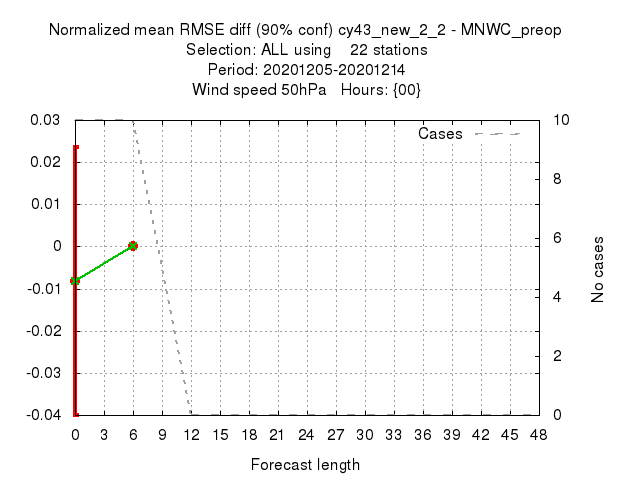 Normalized mean RMSE diff (90% conf) cy43_new_2_2 - MNWC_preop
Selection: ALL using    22 stations
Period: 20201205-20201214
Wind speed 50hPa   Hours: {00}
Cases
0.03
0.02
0.01
0
-0.01
-0.02
-0.03
-0.04
10
8
6
4
2
0
No cases
0 3 6 9 12 15 18 21 24 27 30 33 36 39 42 45 48
Forecast length